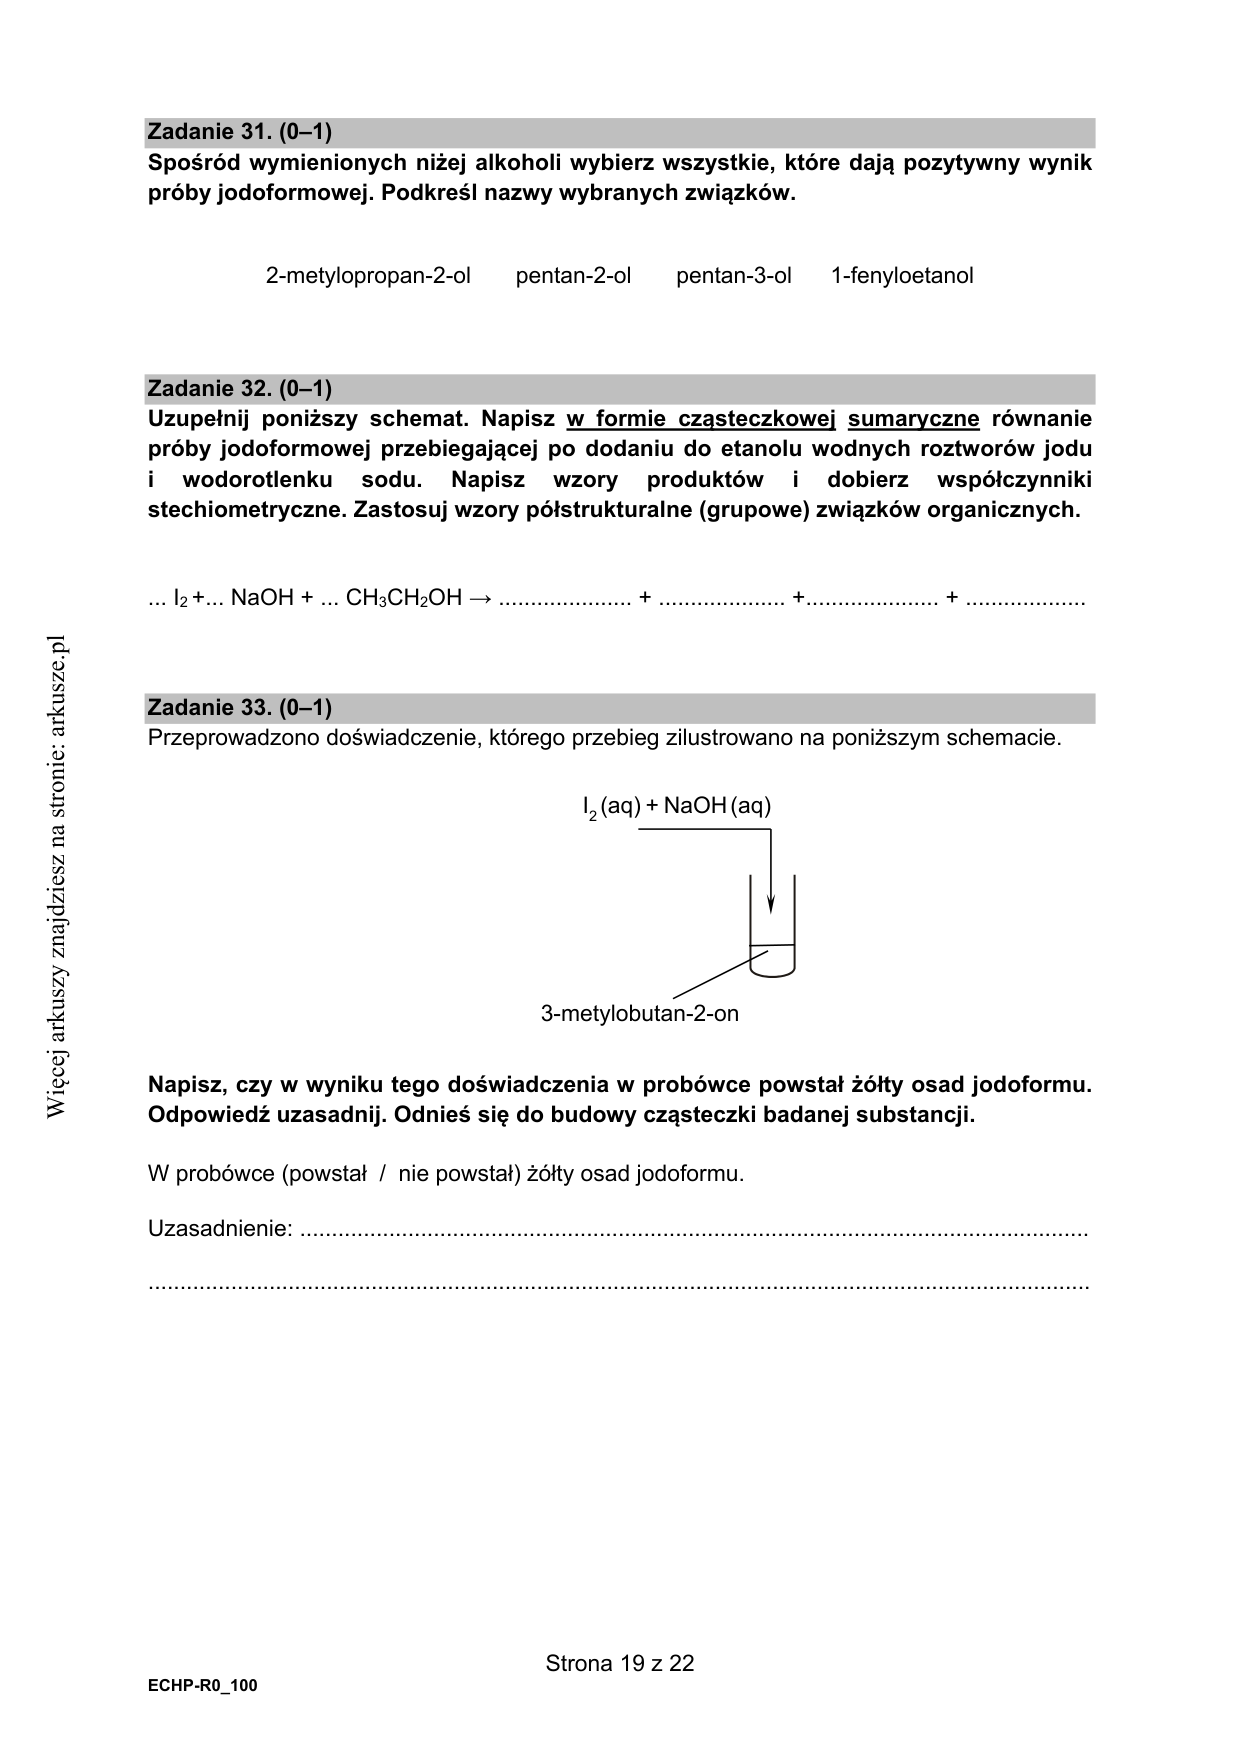 Zadanie 31. (0–1)
Spośród wymienionych niżej alkoholi wybierz wszystkie, które dają pozytywny wynik
próby jodoformowej. Podkreśl nazwy wybranych związków.
2-metylopropan-2-ol pentan-2-ol pentan-3-ol 1-fenyloetanol
Zadanie 32. (0–1)
Uzupełnij poniższy schemat. Napisz w formie cząsteczkowej sumaryczne równanie
próby jodoformowej przebiegającej po dodaniu do etanolu wodnych roztworów jodu
i wodorotlenku sodu. Napisz wzory produktów i dobierz współczynniki
stechiometryczne. Zastosuj wzory półstrukturalne (grupowe) związków organicznych.
... I₂ +... NaOH + ... CH₃CH₂OH → ..................... + .................... +..................... + ...................
Zadanie 33. (0–1)
Przeprowadzono doświadczenie, którego przebieg zilustrowano na poniższym schemacie.
I₂ (aq) + NaOH (aq)
3-metylobutan-2-on
Napisz, czy w wyniku tego doświadczenia w probówce powstał żółty osad jodoformu.
Odpowiedź uzasadnij. Odnieś się do budowy cząsteczki badanej substancji.
W probówce (powstał / nie powstał) żółty osad jodoformu.
Uzasadnienie: ............................................................................................................................
....................................................................................................................................................
Strona 19 z 22
ECHP-R0_100
Więcej arkuszy znajdziesz na stronie: arkusze.pl